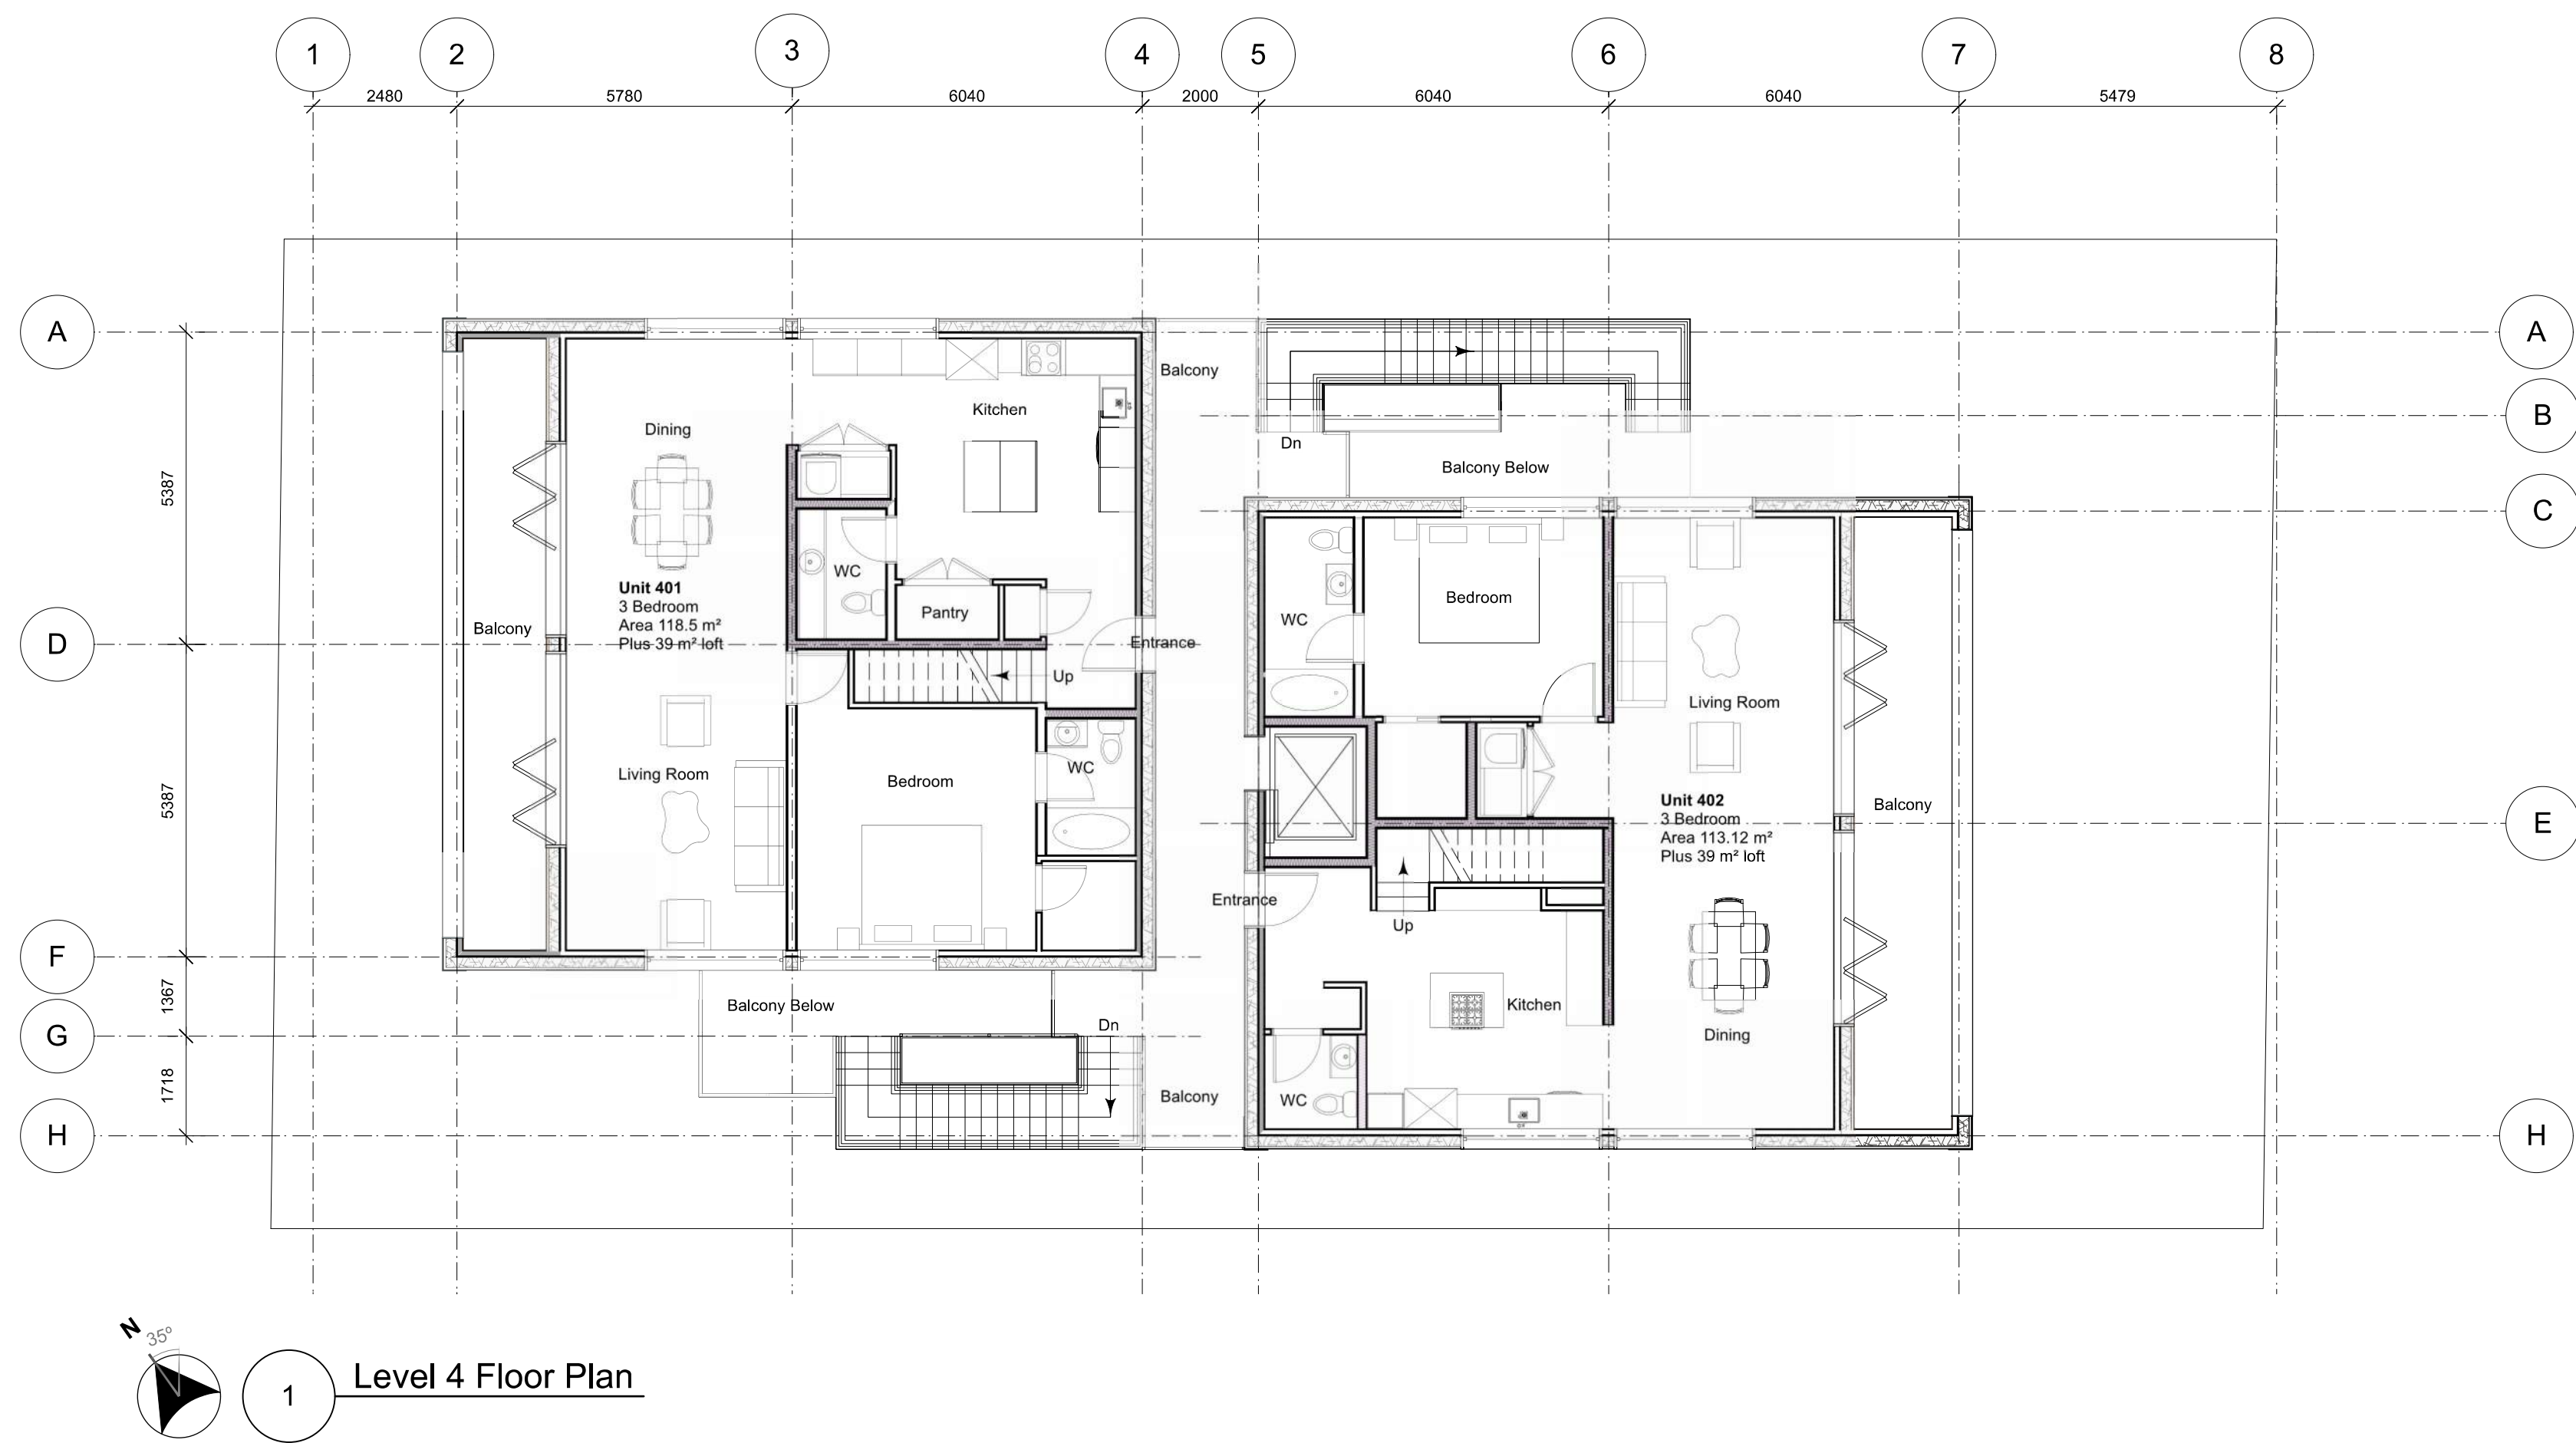 1 2 3 4 5 6 7 8
2480 5780 6040 2000 6040 6040 5479
A A
Balcony
B
Kitchen
Dining
Dn
Balcony Below
5387
C
WC
Unit 401
3 Bedroom
Area 118.5 m²
Plus 39 m² loft
Bedroom
Pantry
WC
Balcony
D
Entrance
Up
Living Room
WC
Living Room
Bedroom
5387
Unit 402
3 Bedroom
Area 113.12 m²
Plus 39 m² loft
Balcony
E
Entrance
Up
F
1367
Balcony Below
Kitchen
Dn
G
Dining
1718
Balcony
WC
H H
N 35°
1 Level 4 Floor Plan